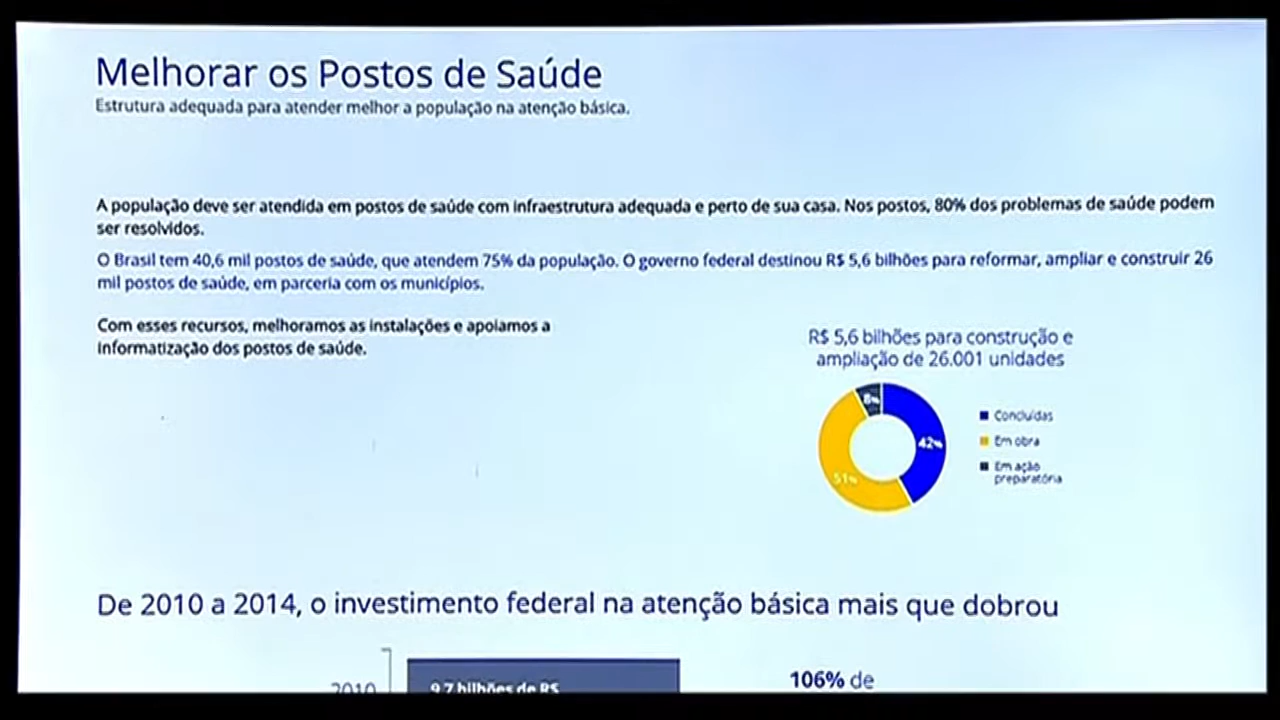 Melhorar os Postos de Saúde
Estrutura adequada para atender melhor a população na atenção básica.
A população deve ser atendida em postos de saúde com infraestrutura adequada e perto de sua casa. Nos postos, 80% dos problemas de saúde podem
ser resolvidos.
O Brasil tem 40,6 mil postos de saúde, que atendem 75% da população. O governo federal destinou R$ 5,6 bilhões para reformar, ampliar e construir 26
mil postos de saúde, em parceria com os municípios.
Com esses recursos, melhoramos as instalações e apoiamos a
informatização dos postos de saúde.
R$ 5,6 bilhões para construção e
ampliação de 26.001 unidades
8%
42%
51%
Concluídas
Em obra
Em ação
preparatória
De 2010 a 2014, o investimento federal na atenção básica mais que dobrou
2010
9,7 bilhões de R$
106% de